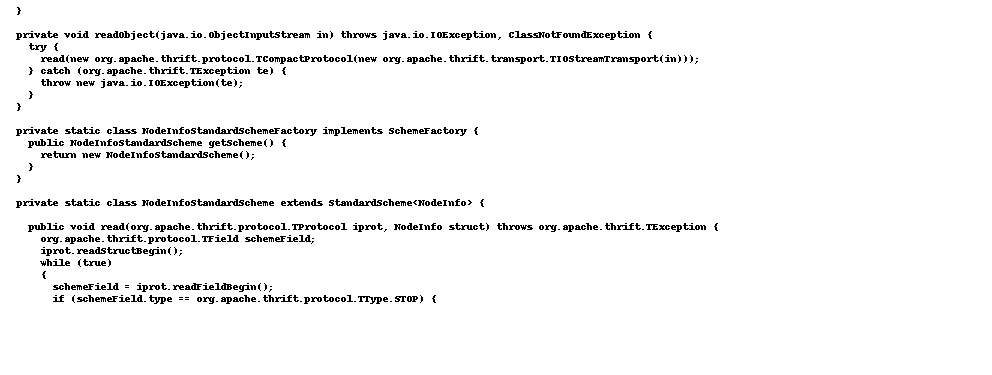 }

private void readObject(java.io.ObjectInputStream in) throws java.io.IOException, ClassNotFoundException {
  try {
    read(new org.apache.thrift.protocol.TCompactProtocol(new org.apache.thrift.transport.TIOStreamTransport(in)));
  } catch (org.apache.thrift.TException te) {
    throw new java.io.IOException(te);
  }
}

private static class NodeInfoStandardSchemeFactory implements SchemeFactory {
  public NodeInfoStandardScheme getScheme() {
    return new NodeInfoStandardScheme();
  }
}

private static class NodeInfoStandardScheme extends StandardScheme<NodeInfo> {

  public void read(org.apache.thrift.protocol.TProtocol iprot, NodeInfo struct) throws org.apache.thrift.TException {
    org.apache.thrift.protocol.TField schemeField;
    iprot.readStructBegin();
    while (true)
    {
      schemeField = iprot.readFieldBegin();
      if (schemeField.type == org.apache.thrift.protocol.TType.STOP) {